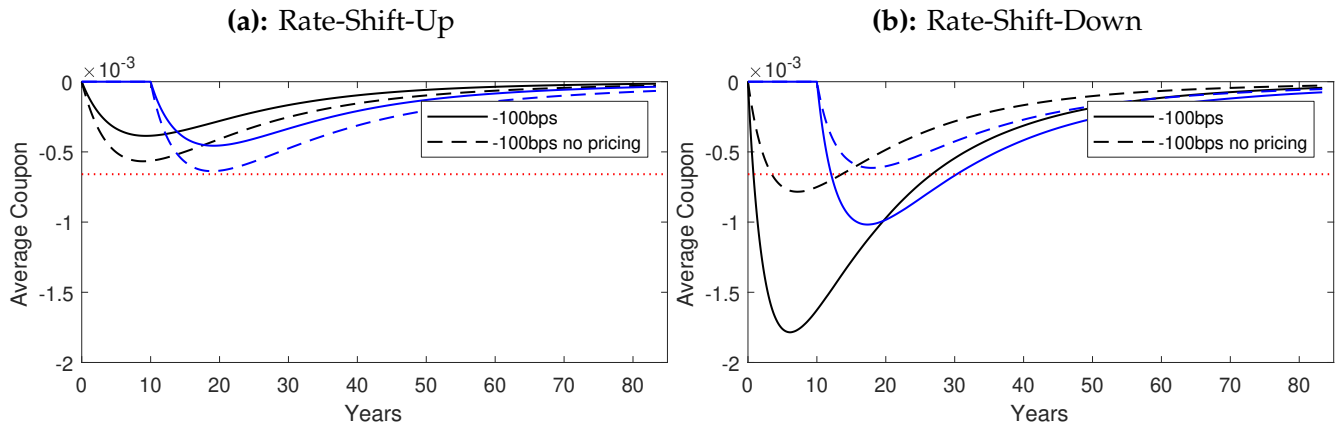 (a): Rate-Shift-Up
(b): Rate-Shift-Down
× 10⁻³
0
-0.5
-1
-1.5
-2
Average Coupon
-100bps
-100bps no pricing
0 10 20 30 40 50 60 70 80
Years
× 10⁻³
0
-0.5
-1
-1.5
-2
Average Coupon
-100bps
-100bps no pricing
0 10 20 30 40 50 60 70 80
Years